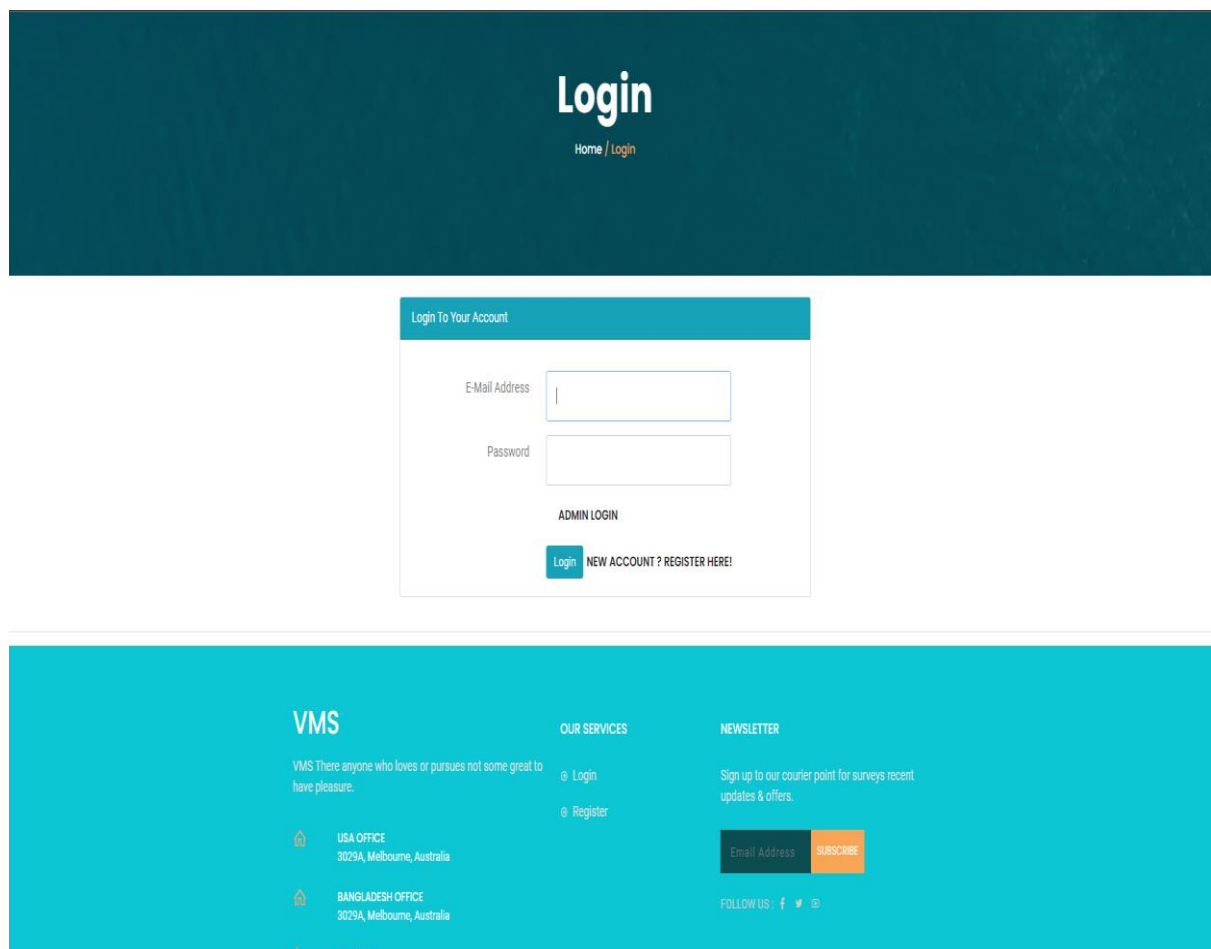 Login
Home / Login
Login To Your Account
E-Mail Address
Password
ADMIN LOGIN
Login NEW ACCOUNT ? REGISTER HERE!
VMS
VMS There anyone who loves or pursues not some great to
have pleasure.
USA OFFICE
3029A, Melbourne, Australia
BANGLADESH OFFICE
3029A, Melbourne, Australia
OUR SERVICES
Login
Register
NEWSLETTER
Sign up to our courier point for surveys recent
updates & offers.
Email Address SUBSCRIBE
FOLLOW US :